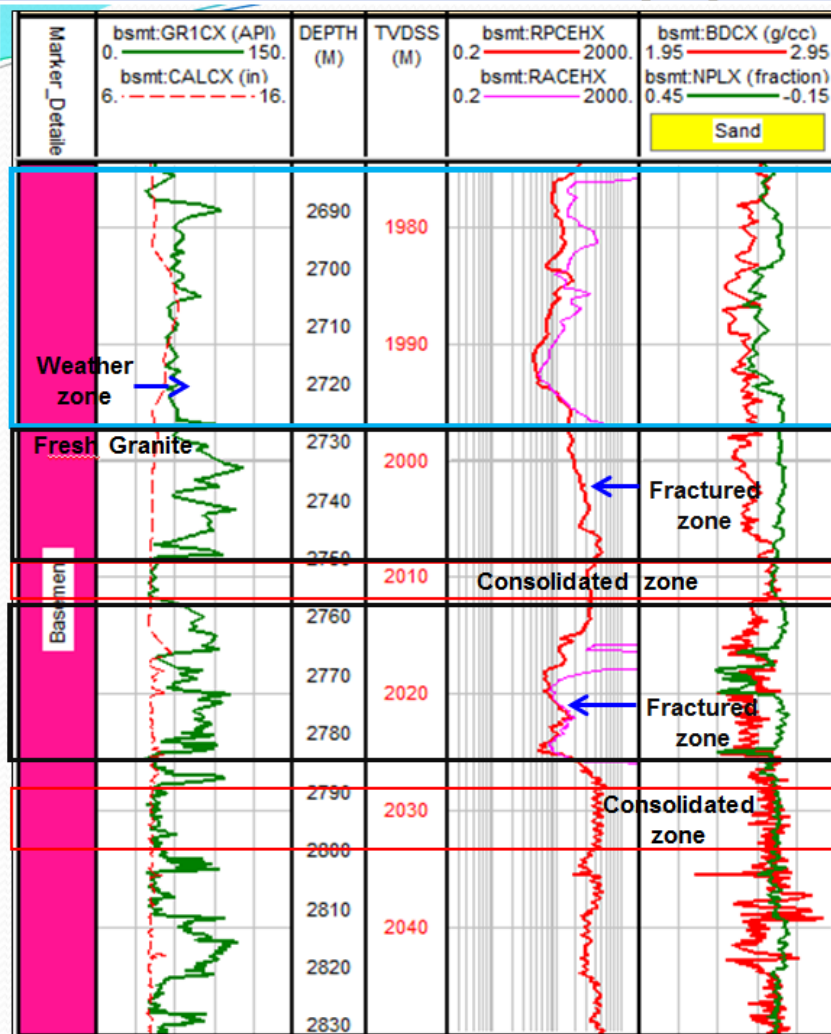 Marker_Detaile
bsmt:GR1CX (API)
0. 150.
bsmt:CALCX (in)
6. 16.
DEPTH
(M)
TVDSS
(M)
bsmt:RPCEHX
0.2 2000.
bsmt:RACEHX
0.2 2000.
bsmt:BDCX (g/cc)
1.95 2.95
bsmt:NPLX (fraction)
0.45 -0.15
Sand
2690
1980
2700
2710
1990
Weather
zone
2720
Fresh Granite
2730
2000
2740
Fractured
zone
2750
2010
Consolidated zone
Basemen
2760
2770
2020
Fractured
zone
2780
2790
2030
Consolidated
zone
2800
2810
2040
2820
2830